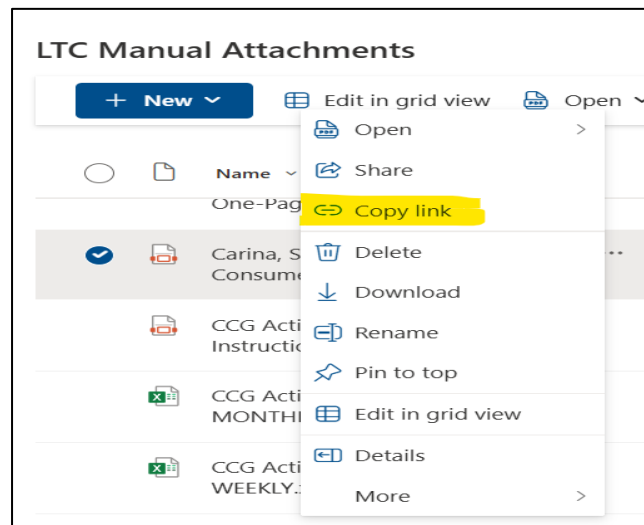 LTC Manual Attachments
+ New Edit in grid view Open
Open
Name Share
One-Pag
Copy link
Carina, S Delete
Consume
Download
CCG Acti Rename
Instructio
Pin to top
CCG Acti Edit in grid view
MONTH
CCG Acti Details
WEEKLY.
More